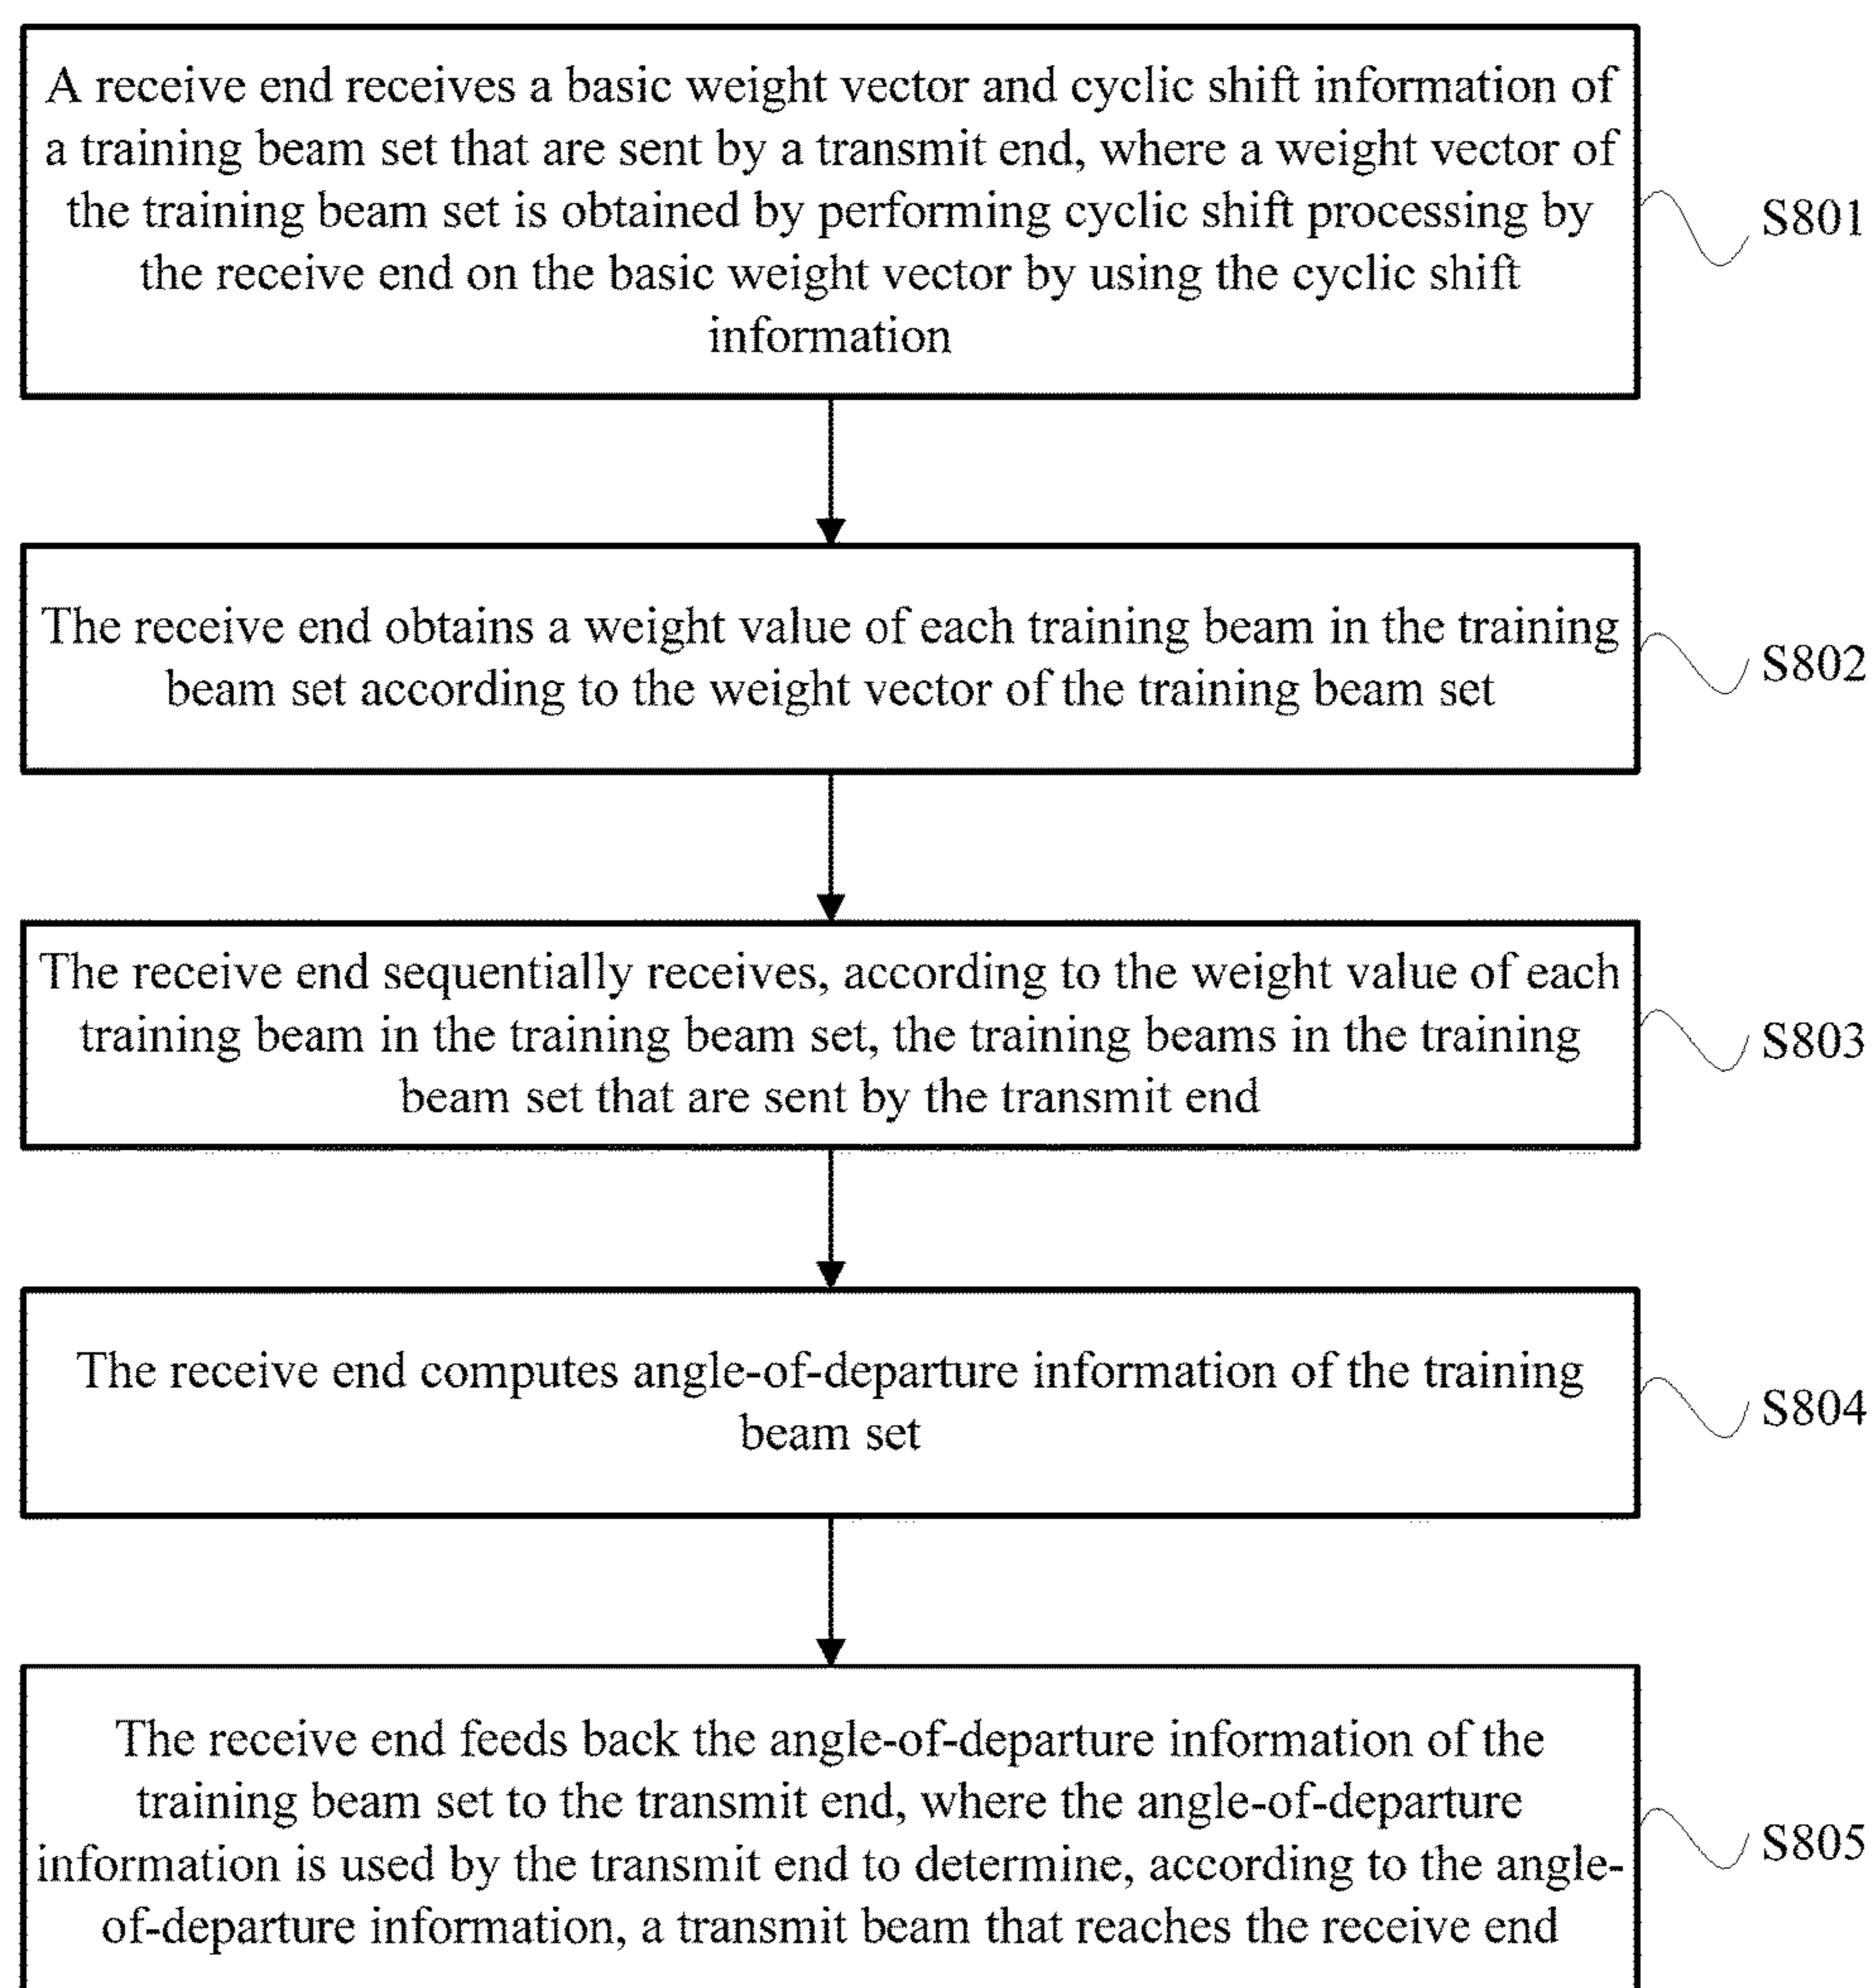 A receive end receives a basic weight vector and cyclic shift information of
a training beam set that are sent by a transmit end, where a weight vector of
the training beam set is obtained by performing cyclic shift processing by
the receive end on the basic weight vector by using the cyclic shift
information
S801
The receive end obtains a weight value of each training beam in the training
beam set according to the weight vector of the training beam set
S802
The receive end sequentially receives, according to the weight value of each
training beam in the training beam set, the training beams in the training
beam set that are sent by the transmit end
S803
The receive end computes angle-of-departure information of the training
beam set
S804
The receive end feeds back the angle-of-departure information of the
training beam set to the transmit end, where the angle-of-departure
information is used by the transmit end to determine, according to the angle-
of-departure information, a transmit beam that reaches the receive end
S805